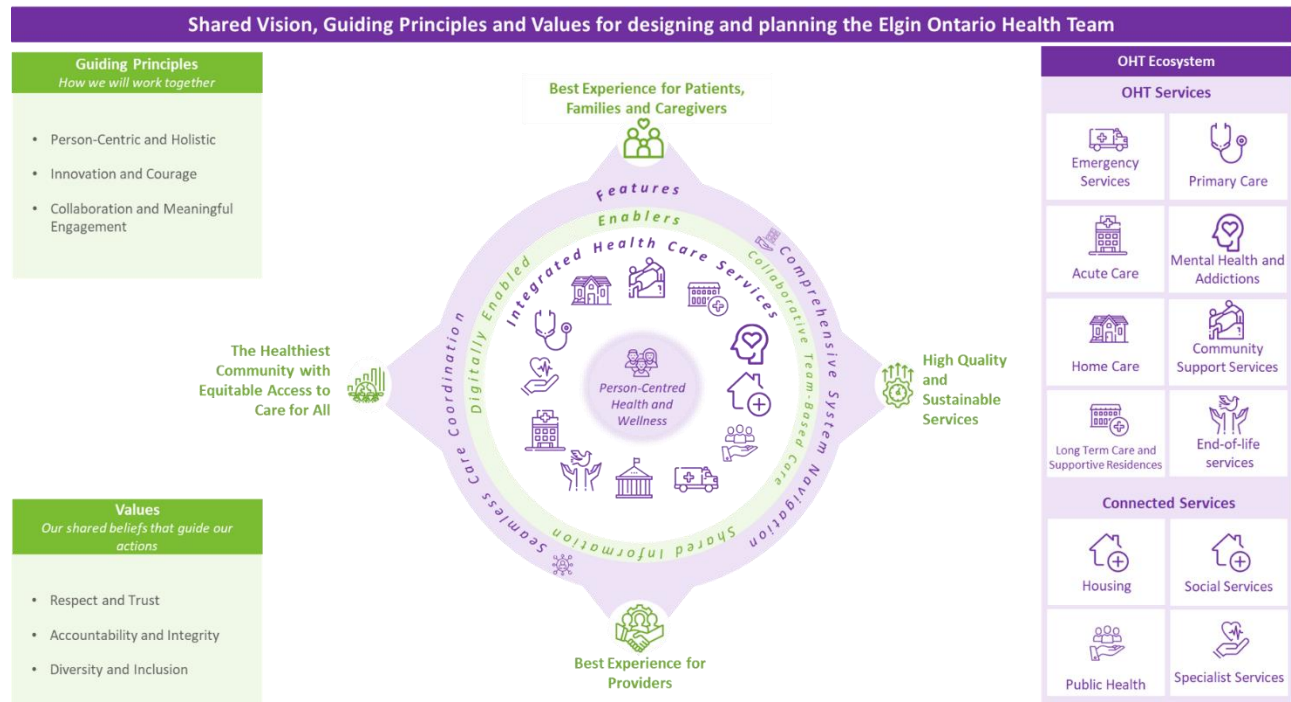 Shared Vision, Guiding Principles and Values for designing and planning the Elgin Ontario Health Team
Guiding Principles
How we will work together
• Person-Centric and Holistic
• Innovation and Courage
• Collaboration and Meaningful
Engagement
Values
Our shared beliefs that guide our
actions
• Respect and Trust
• Accountability and Integrity
• Diversity and Inclusion
Best Experience for Patients,
Families and Caregivers
The Healthiest
Community with
Equitable Access to
Care for All
High Quality
and
Sustainable
Services
Best Experience for
Providers
Features
Comprehensive System Navigation
Seamless Care Coordination
Enablers
Digitally Enabled
Collaborative Team-Based Care
Shared Information
Integrated Health Care Services
Person-Centred
Health and
Wellness
OHT Ecosystem
OHT Services
Emergency
Services
Primary Care
Acute Care
Mental Health and
Addictions
Home Care
Community
Support Services
Long Term Care and
Supportive Residences
End-of-life
services
Connected Services
Housing
Social Services
Public Health
Specialist Services